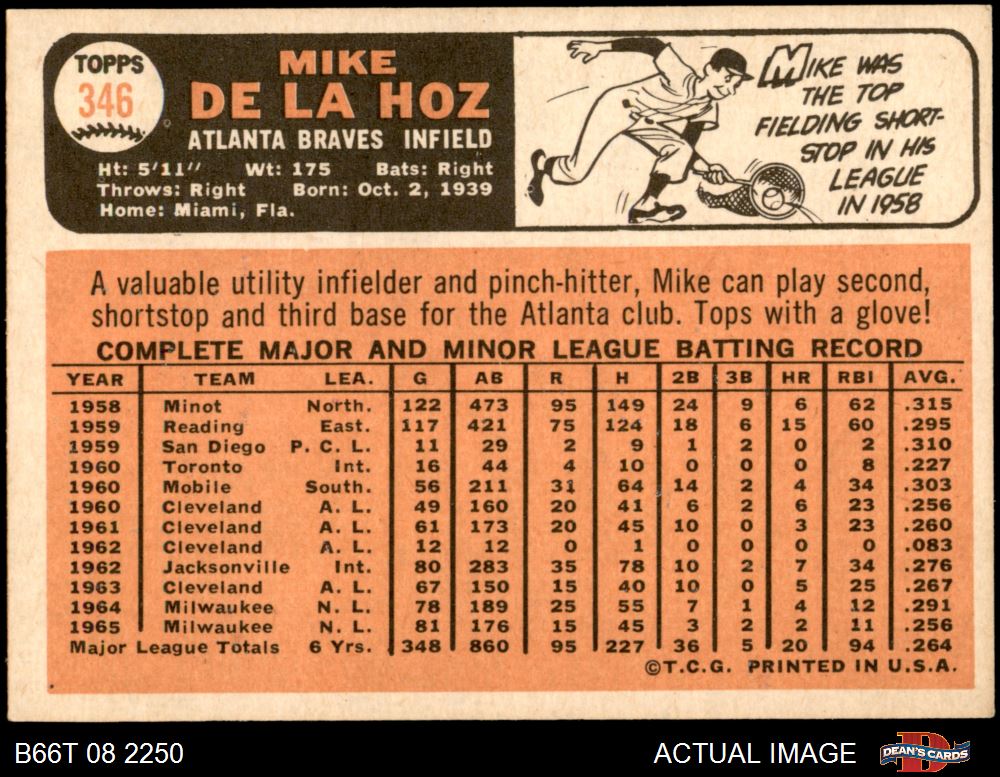 TOPPS
346
MIKE
DE LA HOZ
ATLANTA BRAVES INFIELD
Ht: 5'11" Wt: 175 Bats: Right
Throws: Right Born: Oct. 2, 1939
Home: Miami, Fla.
MIKE WAS
THE TOP
FIELDING SHORT-
STOP IN HIS
LEAGUE
IN 1958
A valuable utility infielder and pinch-hitter, Mike can play second,
shortstop and third base for the Atlanta club. Tops with a glove!
COMPLETE MAJOR AND MINOR LEAGUE BATTING RECORD
YEAR TEAM LEA. G AB R H 2B 3B HR RBI AVG.
1958 Minot North. 122 473 95 149 24 9 6 62 .315
1959 Reading East. 117 421 75 124 18 6 15 60 .295
1959 San Diego P. C. L. 11 29 2 9 1 2 0 2 .310
1960 Toronto Int. 16 44 4 10 0 0 0 8 .227
1960 Mobile South. 56 211 31 64 14 2 4 34 .303
1960 Cleveland A. L. 49 160 20 41 6 2 6 23 .256
1961 Cleveland A. L. 61 173 20 45 10 0 3 23 .260
1962 Cleveland A. L. 12 12 0 1 0 0 0 0 .083
1962 Jacksonville Int. 80 283 35 78 10 2 7 34 .276
1963 Cleveland A. L. 67 150 15 40 10 0 5 25 .267
1964 Milwaukee N. L. 78 189 25 55 7 1 4 12 .291
1965 Milwaukee N. L. 81 176 15 45 3 2 2 11 .256
Major League Totals 6 Yrs. 348 860 95 227 36 5 20 94 .264
©T.C.G. PRINTED IN U.S.A.
B66T 08 2250
ACTUAL IMAGE
D
DEAN'S CARDS